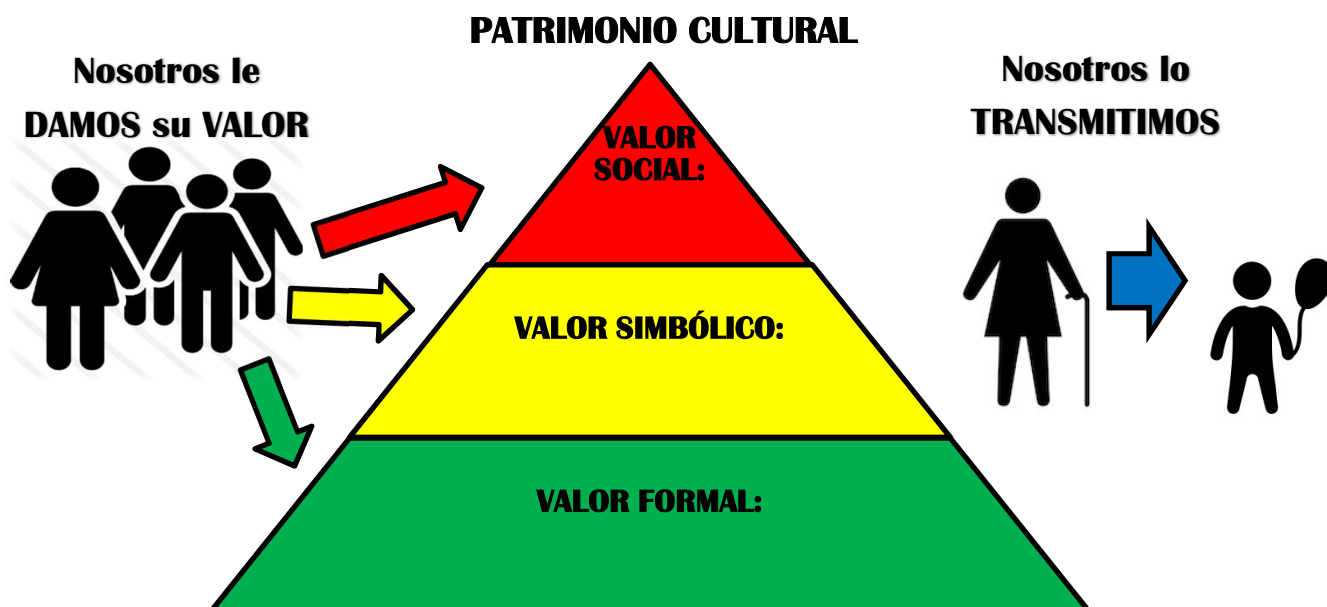 PATRIMONIO CULTURAL
Nosotros le
DAMOS su VALOR
Nosotros lo
TRANSMITIMOS
VALOR
SOCIAL:
VALOR SIMBÓLICO:
VALOR FORMAL: